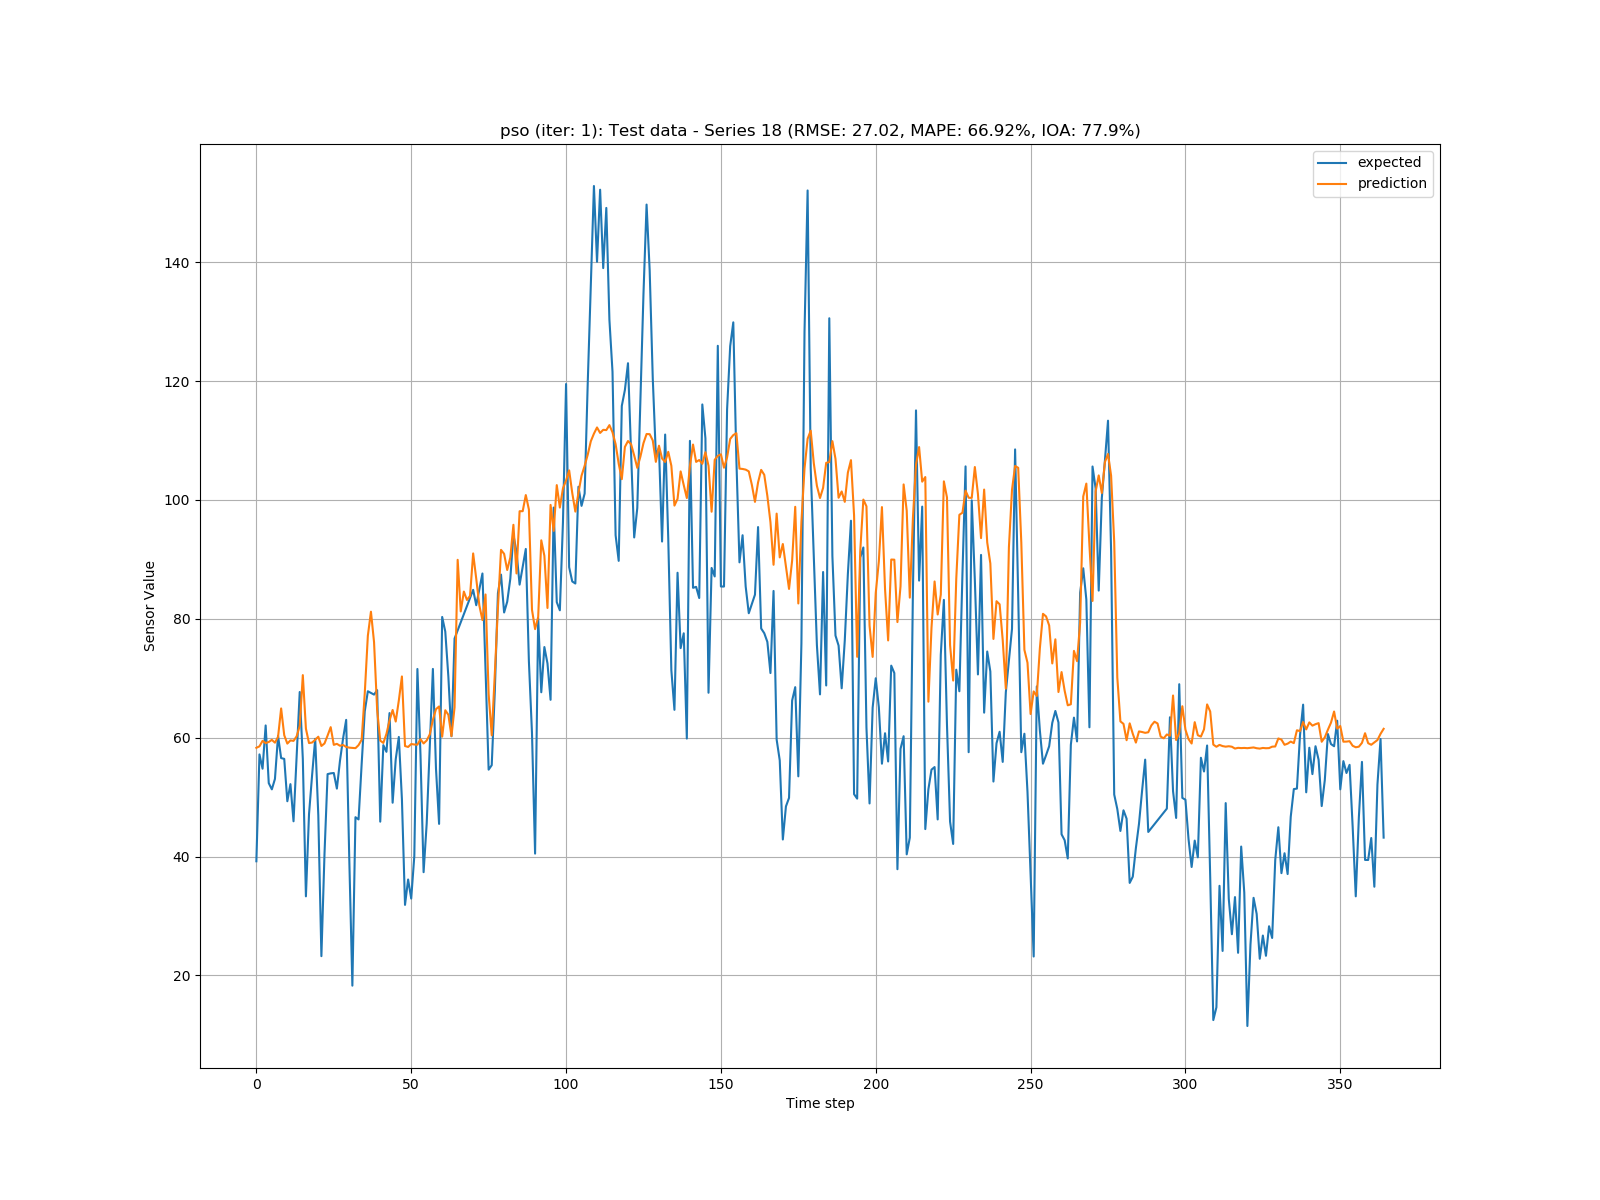 pso (iter: 1): Test data - Series 18 (RMSE: 27.02, MAPE: 66.92%, IOA: 77.9%)
expected
prediction
140
120
100
80
60
40
20
Sensor Value
0 50 100 150 200 250 300 350
Time step